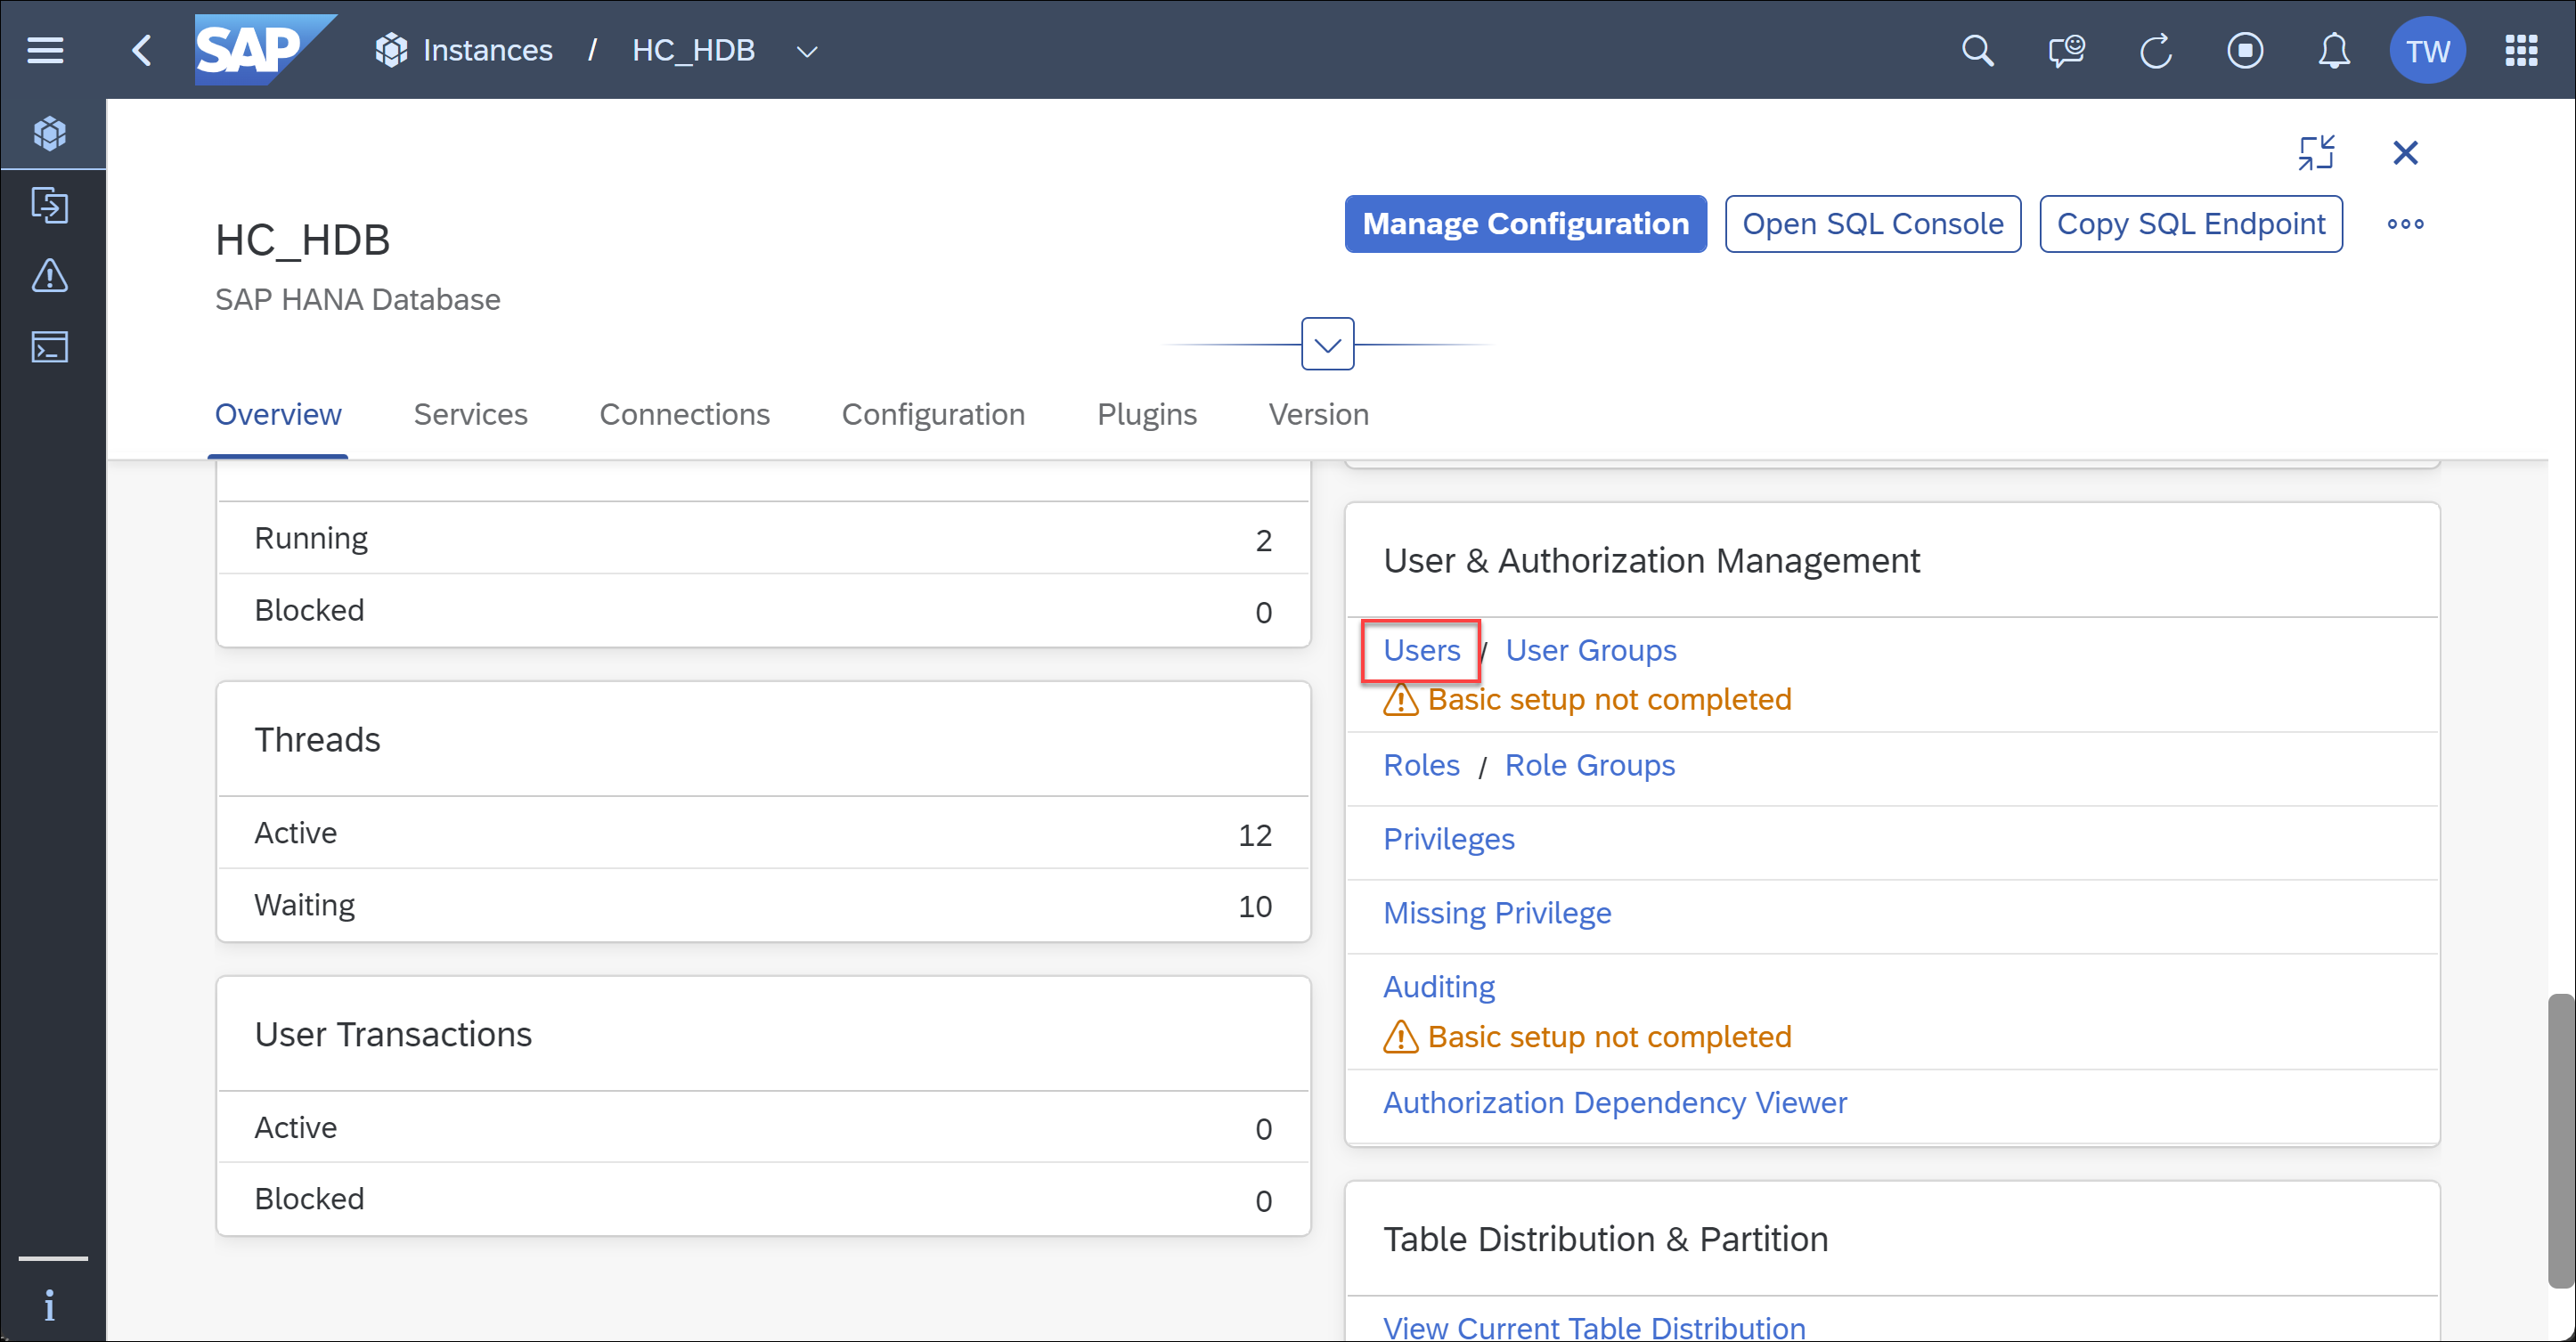 SAP Instances / HC_HDB TW
HC_HDB
SAP HANA Database
Manage Configuration Open SQL Console Copy SQL Endpoint
Overview Services Connections Configuration Plugins Version
Running 2
Blocked 0
Threads
Active 12
Waiting 10
User Transactions
Active 0
Blocked 0
User & Authorization Management
Users / User Groups
Basic setup not completed
Roles / Role Groups
Privileges
Missing Privilege
Auditing
Basic setup not completed
Authorization Dependency Viewer
Table Distribution & Partition
View Current Table Distribution